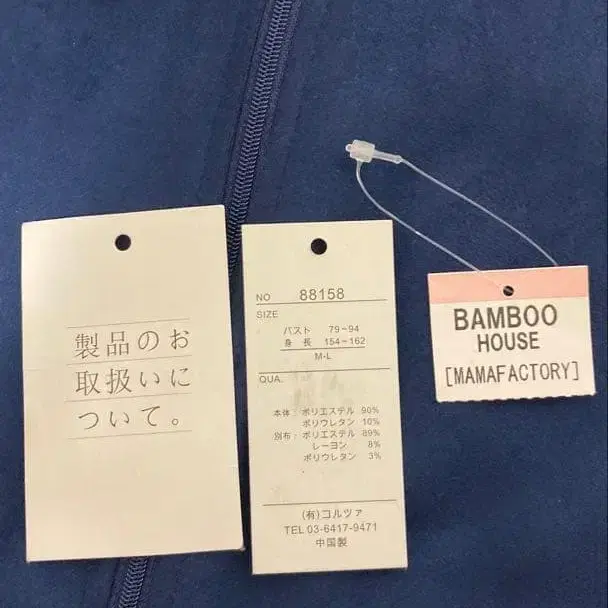 製品のお
取扱いに
ついて。
NO 88158
SIZE
バスト 79-94
身長 154-162
M-L
QUA.
本体: ポリエステル 90%
ポリウレタン 10%
別布: ポリエステル 89%
レーヨン 8%
ポリウレタン 3%
(有)コルツァ
TEL 03-6417-9471
中国製
BAMBOO
HOUSE
[MAMAFACTORY]